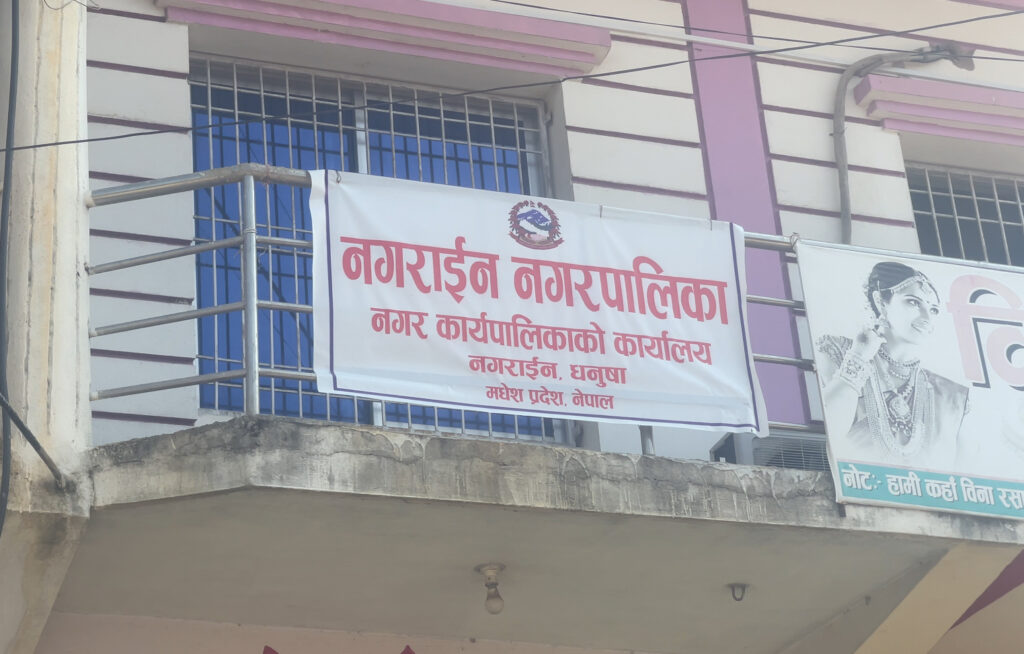 नगराईन नगरपालिका
नगर कार्यपालिकाको कार्यालय
नगराईन, धनुषा
मधेश प्रदेश, नेपाल
नोटः- हामी कहाँ विना